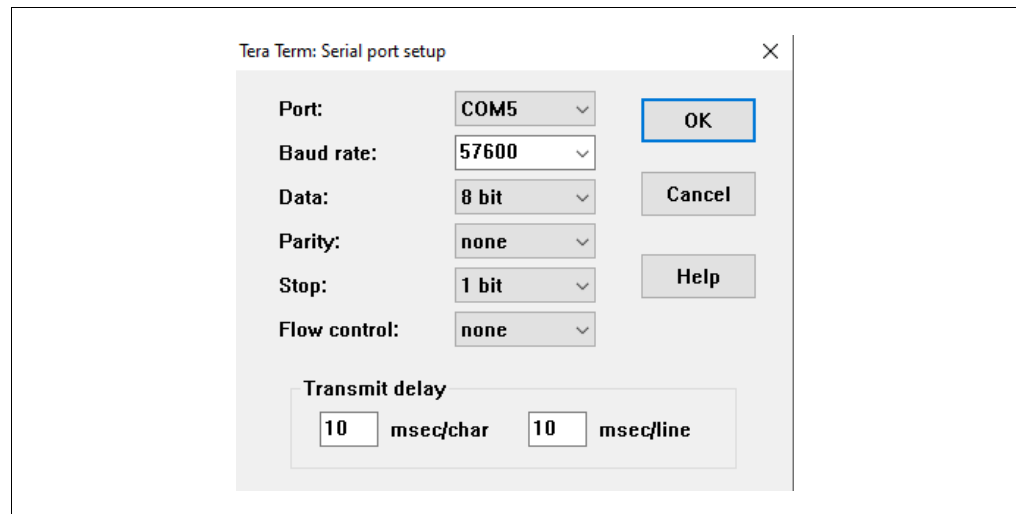 Tera Term: Serial port setup
Port: COM5
OK
Baud rate: 57600
Data: 8 bit
Cancel
Parity: none
Stop: 1 bit
Help
Flow control: none
Transmit delay
10 msec/char 10 msec/line